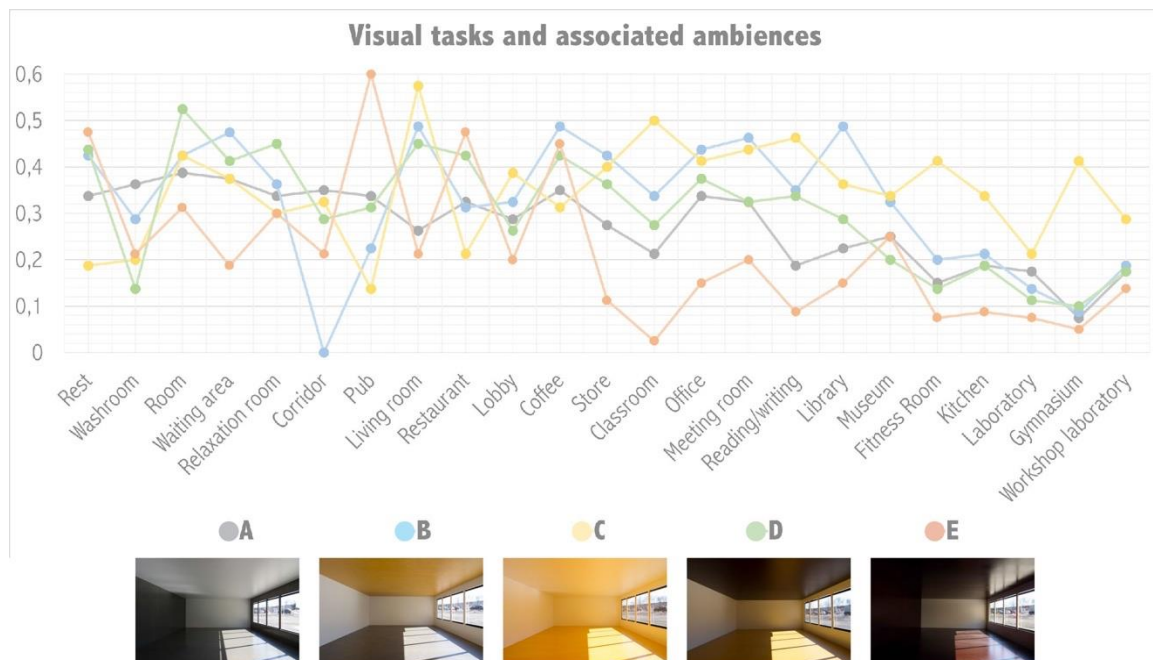 Visual tasks and associated ambiences
0,6
0,5
0,4
0,3
0,2
0,1
0
Rest
Washroom
Room
Waiting area
Relaxation room
Corridor
Pub
Living room
Restaurant
Lobby
Coffee
Store
Classroom
Office
Meeting room
Reading/writing
Library
Museum
Fitness Room
Kitchen
Laboratory
Gymnasium
Workshop laboratory
A
B
C
D
E